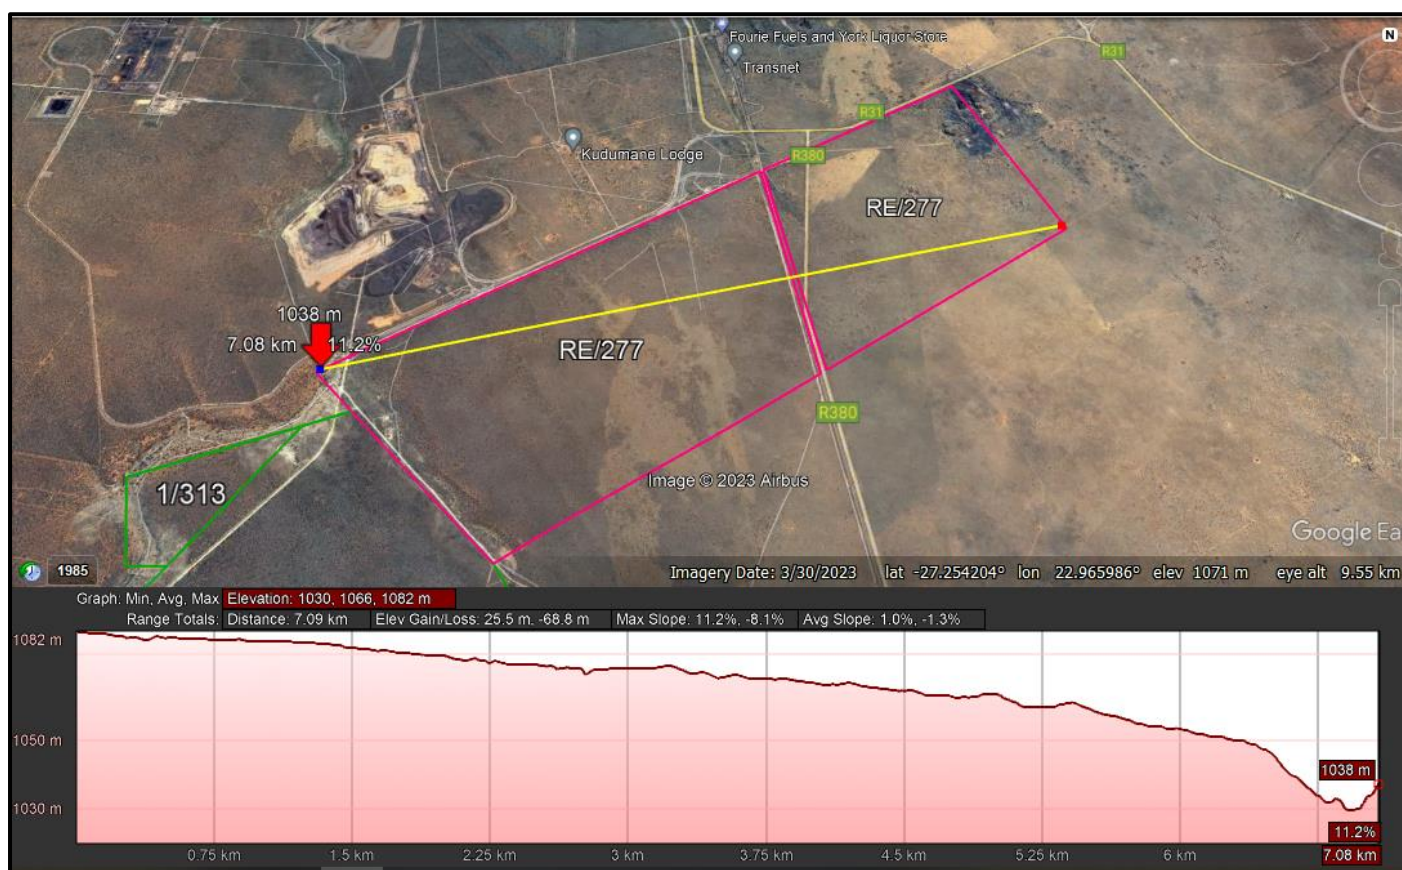 N
Fourie Fuels and York Liquor Store
Transnet
R31
R31
Kudumane Lodge
R380
RE/277
1038 m
7.08 km
11.2%
RE/277
R380
1/313
Image © 2023 Airbus
Google Ea
1985
Imagery Date: 3/30/2023 lat -27.254204° lon 22.965986° elev 1071 m eye alt 9.55 km
Graph: Min, Avg, Max Elevation: 1030, 1066, 1082 m
Range Totals: Distance: 7.09 km Elev Gain/Loss: 25.5 m, -68.8 m Max Slope: 11.2%, -8.1% Avg Slope: 1.0%, -1.3%
1082 m
1050 m
1030 m
1038 m
11.2%
0.75 km 1.5 km 2.25 km 3 km 3.75 km 4.5 km 5.25 km 6 km 7.08 km